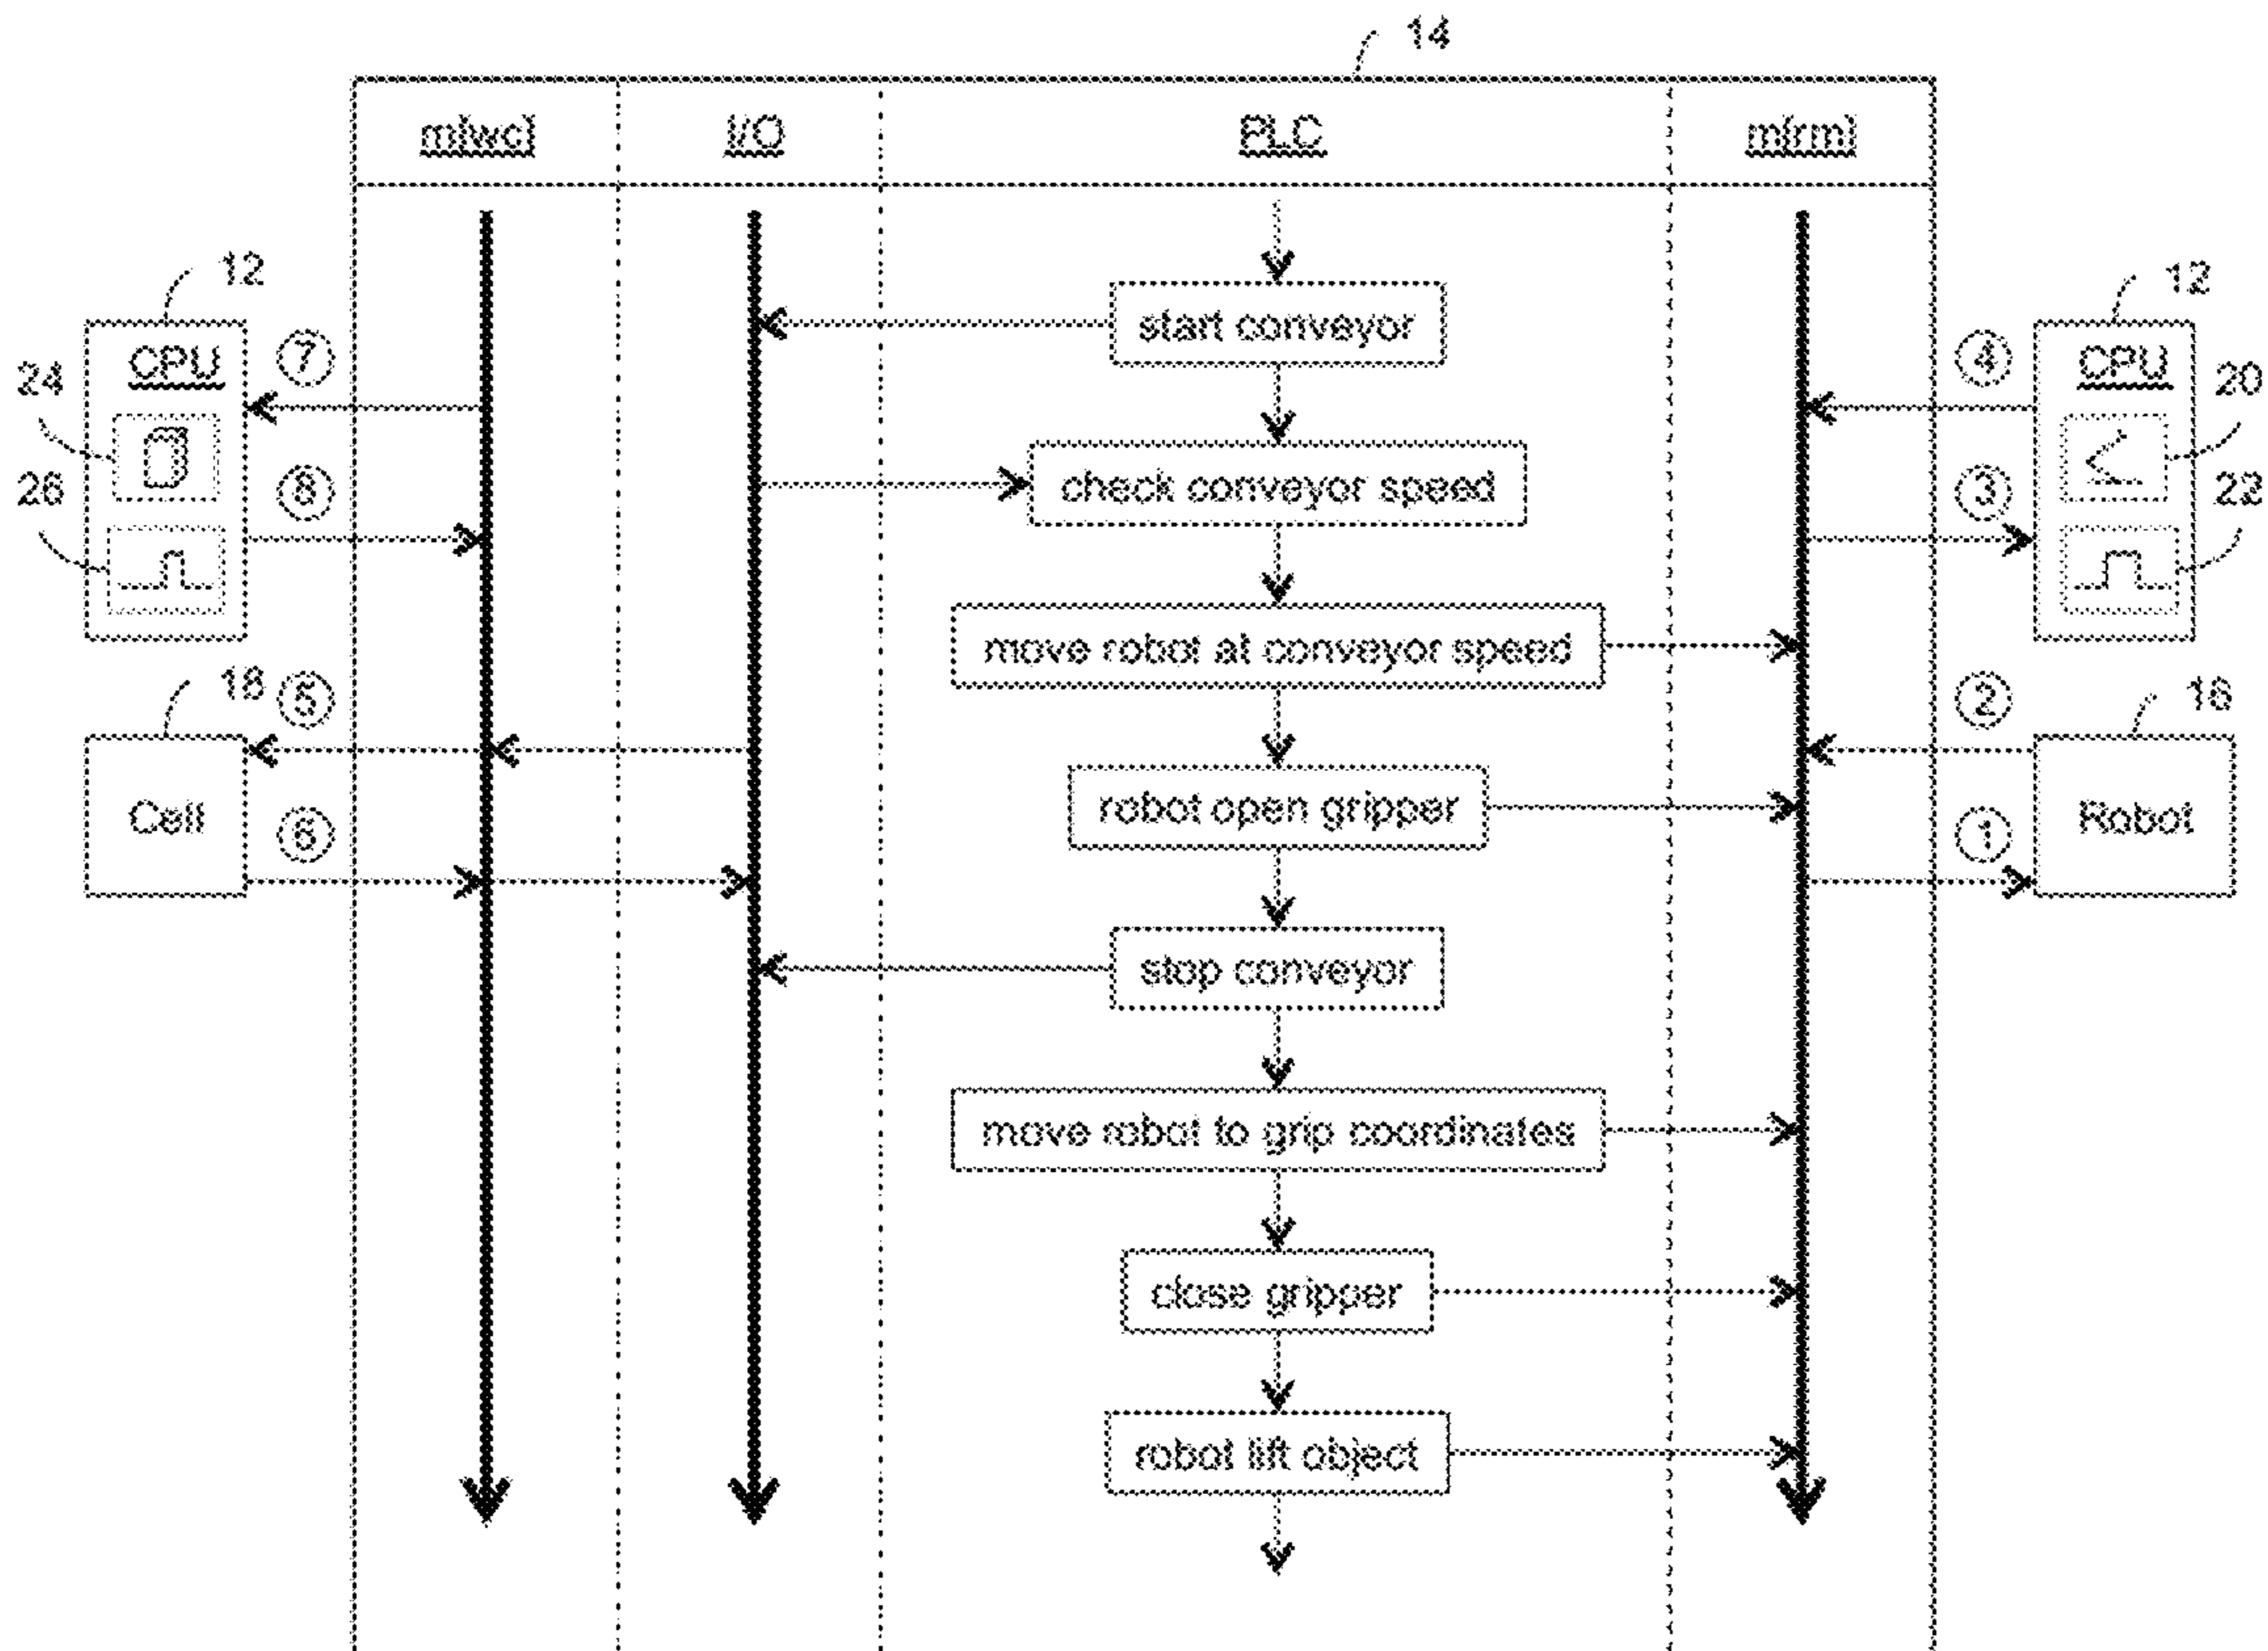 14
m[wc] I/O PLC m[rm]
12
12
start conveyor
CPU ⑦
④ CPU
24
20
check conveyor speed
26 ⑧
③ 22
move robot at conveyor speed
18 ⑤
② 16
robot open gripper
Cell ⑥
① Robot
stop conveyor
move robot to grip coordinates
close gripper
robot lift object